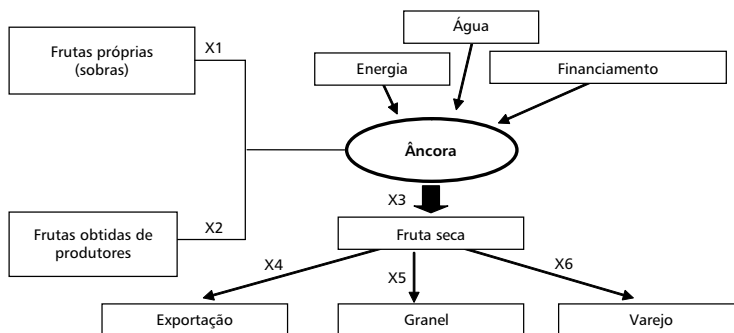 Água
Frutas próprias
(sobras)
X1
Energia
Financiamento
Âncora
X3
Frutas obtidas de
produtores
X2
Fruta seca
X4
X5
X6
Exportação
Granel
Varejo